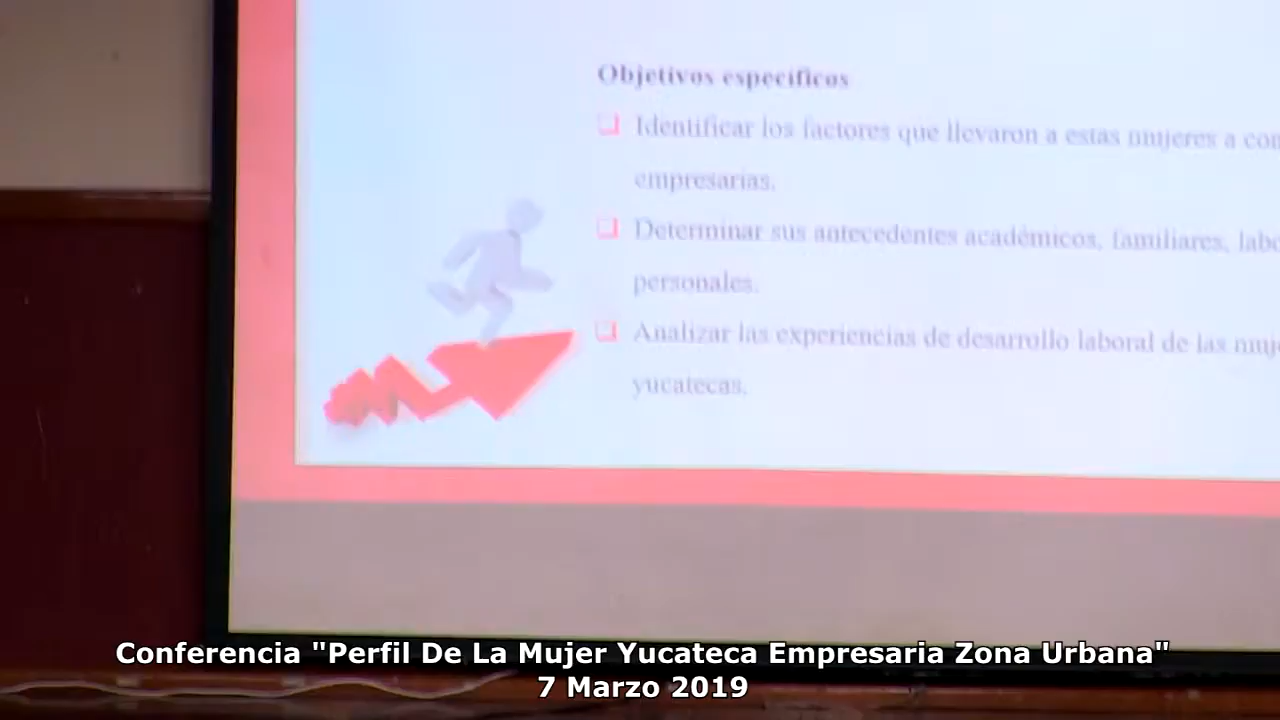 Objetivos específicos
Identificar los factores que llevaron a estas mujeres a
empresarias.
Determinar sus antecedentes académicos, familiares,
personales.
Analizar las experiencias de desarrollo laboral de las
yucatecas.
Conferencia "Perfil De La Mujer Yucateca Empresaria Zona Urbana"
7 Marzo 2019